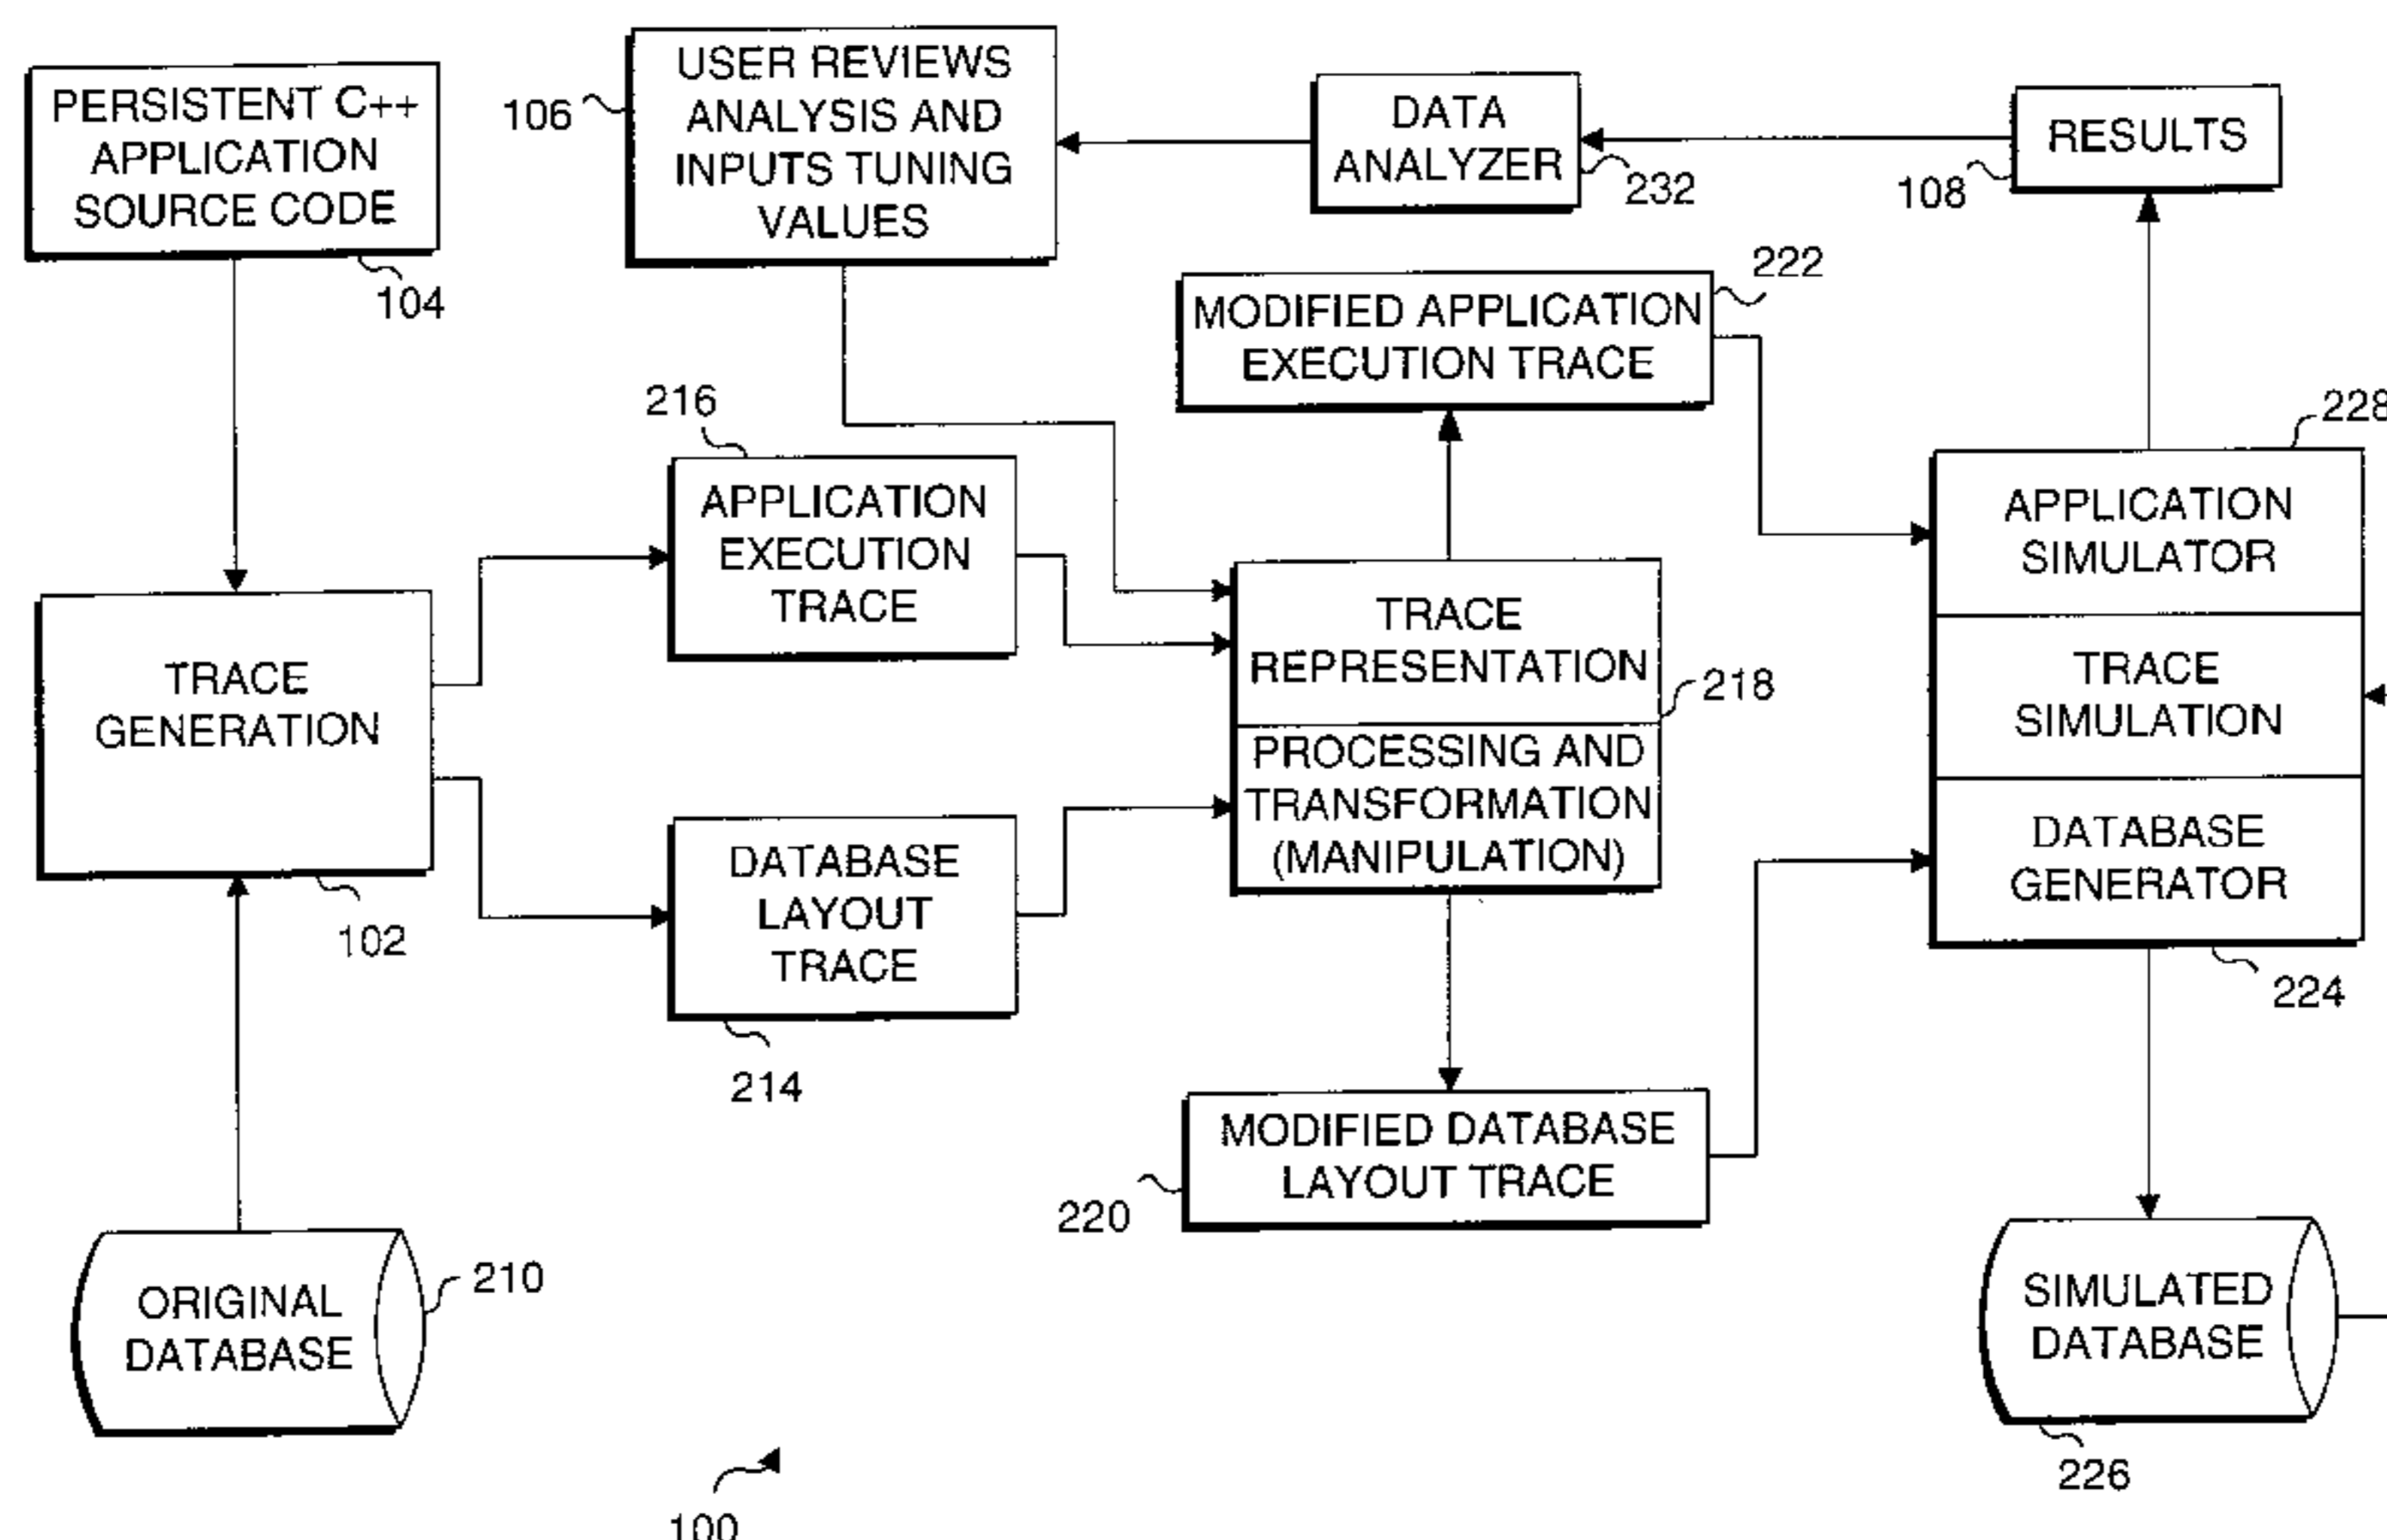 PERSISTENT C++
APPLICATION
SOURCE CODE
104
USER REVIEWS
ANALYSIS AND
INPUTS TUNING
VALUES
106
DATA
ANALYZER
232
RESULTS
108
MODIFIED APPLICATION
EXECUTION TRACE
222
216
APPLICATION
EXECUTION
TRACE
228
APPLICATION
SIMULATOR
TRACE
SIMULATION
DATABASE
GENERATOR
224
TRACE
GENERATION
102
TRACE
REPRESENTATION
218
PROCESSING AND
TRANSFORMATION
(MANIPULATION)
DATABASE
LAYOUT
TRACE
214
MODIFIED DATABASE
LAYOUT TRACE
220
ORIGINAL
DATABASE
210
SIMULATED
DATABASE
226
100